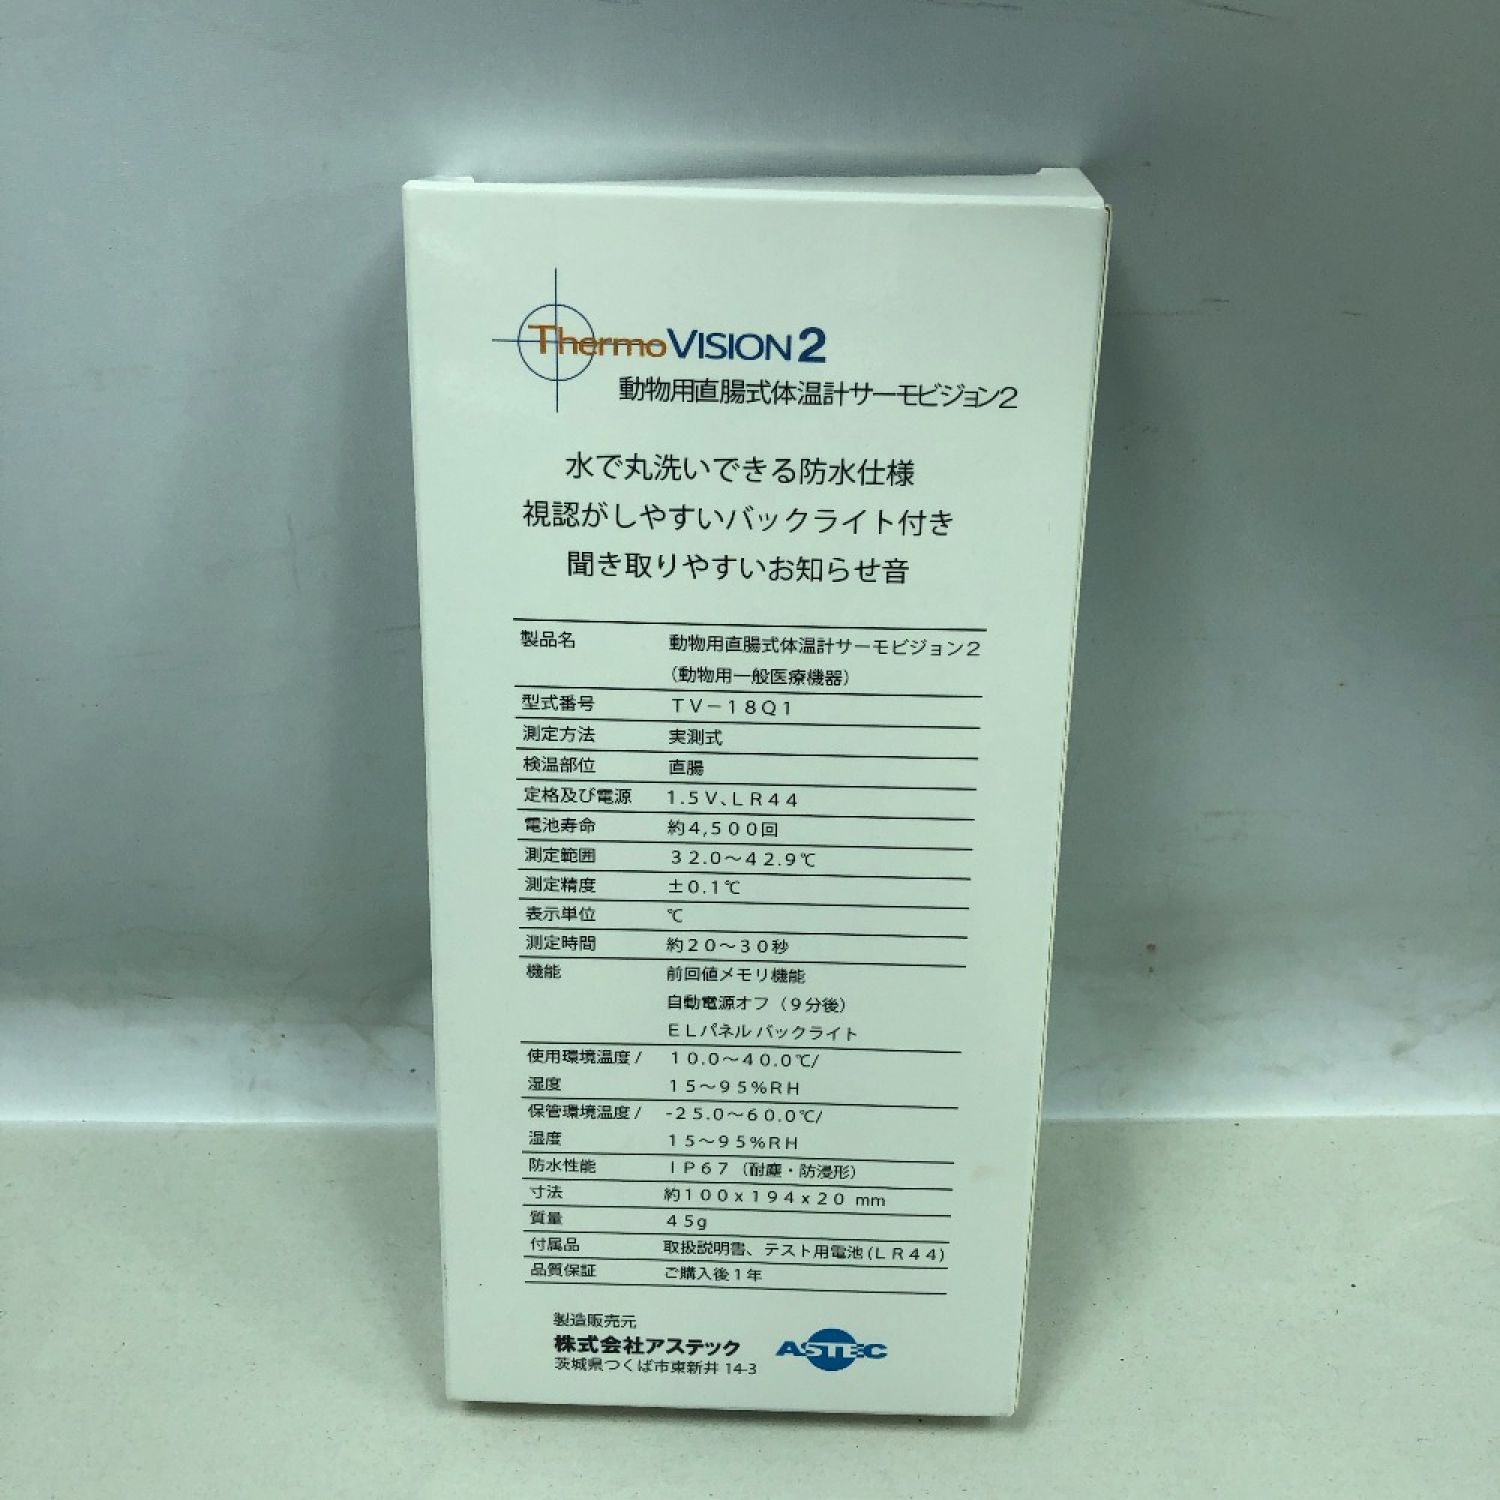 Thermo VISION 2
動物用直腸式体温計サーモビジョン2
水で丸洗いできる防水仕様
視認がしやすいバックライト付き
聞き取りやすいお知らせ音
製品名 動物用直腸式体温計サーモビジョン2
(動物用一般医療機器)
型式番号 TV－18Q1
測定方法 実測式
検温部位 直腸
定格及び電源 1.5V、LR44
電池寿命 約4,500回
測定範囲 32.0～42.9℃
測定精度 ±0.1℃
表示単位 ℃
測定時間 約20～30秒
機能 前回値メモリ機能
自動電源オフ（9分後）
ELパネルバックライト
使用環境温度/ 10.0～40.0℃/
湿度 15～95%RH
保管環境温度/ -25.0～60.0℃/
湿度 15～95%RH
防水性能 IP67（耐塵・防浸形）
寸法 約100x194x20 mm
質量 45g
付属品 取扱説明書、テスト用電池(LR44)
品質保証 ご購入後1年
製造販売元
株式会社アステック
茨城県つくば市東新井 14-3
ASTEC